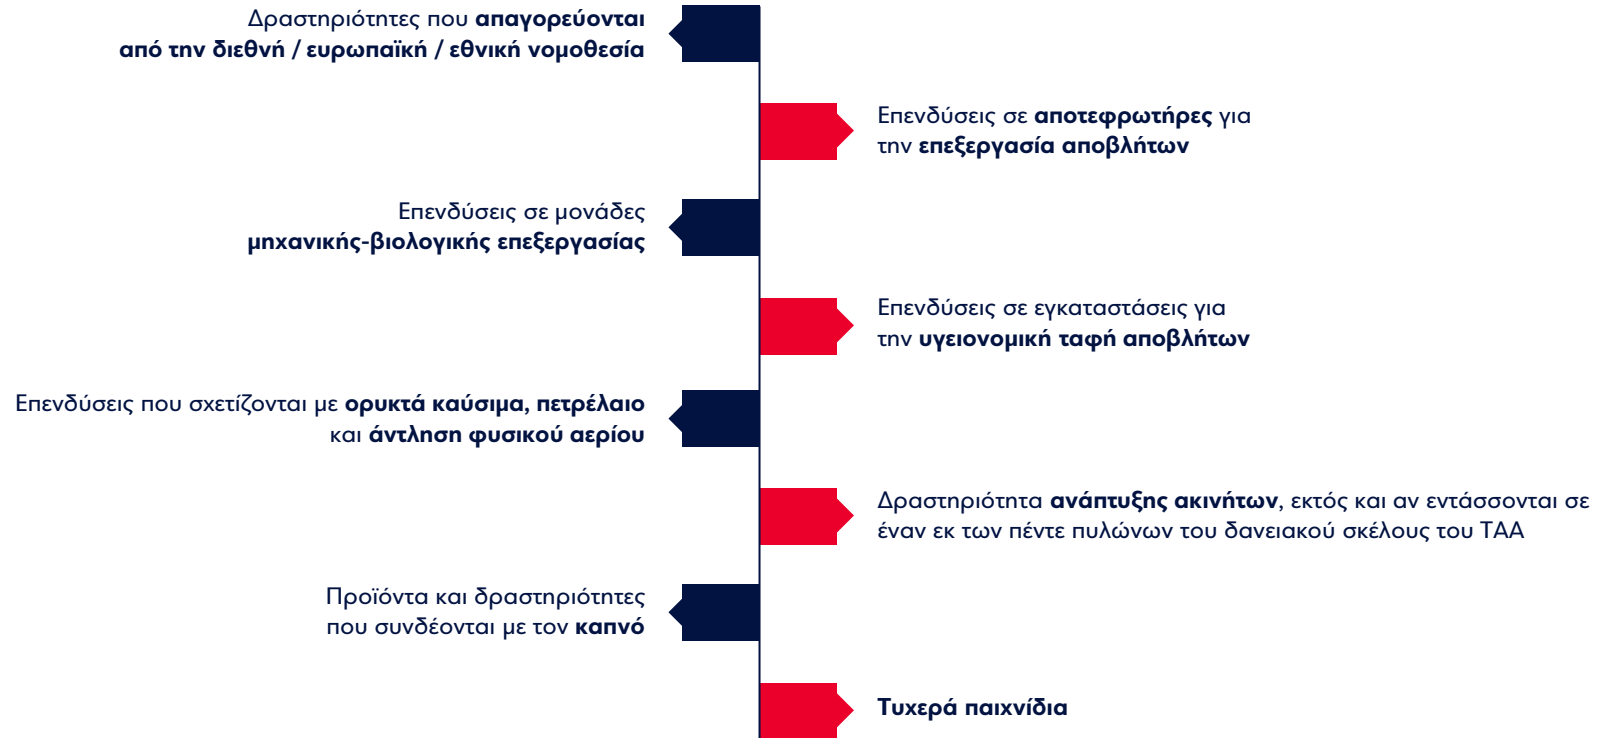 Δραστηριότητες που απαγορεύονται
από την διεθνή / ευρωπαϊκή / εθνική νομοθεσία
Επενδύσεις σε αποτεφρωτήρες για
την επεξεργασία αποβλήτων
Επενδύσεις σε μονάδες
μηχανικής-βιολογικής επεξεργασίας
Επενδύσεις σε εγκαταστάσεις για
την υγειονομική ταφή αποβλήτων
Επενδύσεις που σχετίζονται με ορυκτά καύσιμα, πετρέλαιο
και άντληση φυσικού αερίου
Δραστηριότητα ανάπτυξης ακινήτων, εκτός και αν εντάσσονται σε
έναν εκ των πέντε πυλώνων του δανειακού σκέλους του ΤΑΑ
Προϊόντα και δραστηριότητες
που συνδέονται με τον καπνό
Τυχερά παιχνίδια